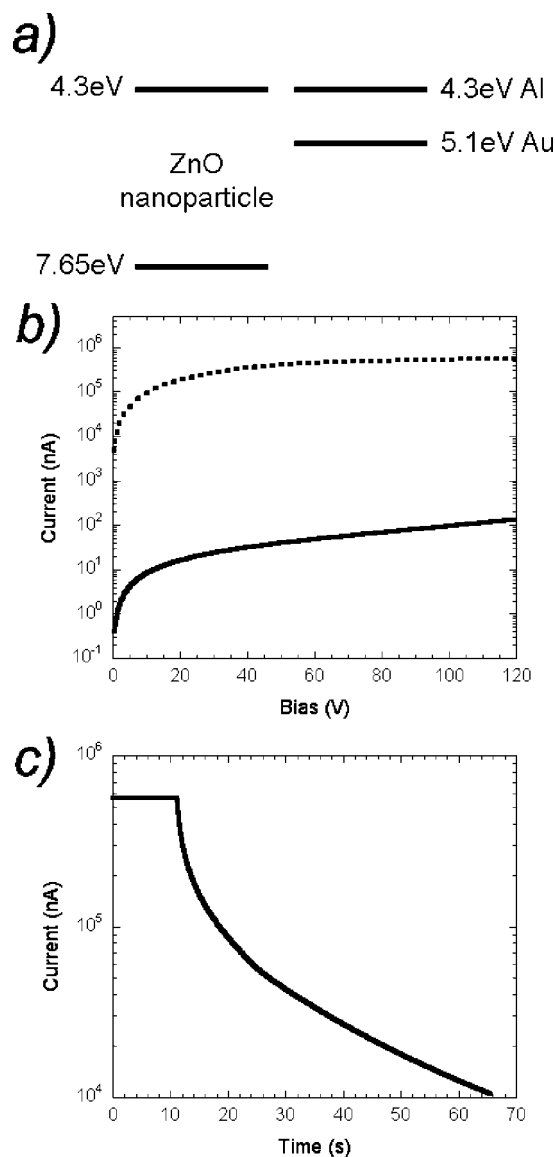 a)
4.3eV
4.3eV Al
5.1eV Au
ZnO
nanoparticle
7.65eV
b)
10^6
10^5
10^4
10^3
10^2
10^1
10^0
10^-1
Current (nA)
0 20 40 60 80 100 120
Bias (V)
c)
10^6
10^5
10^4
Current (nA)
0 10 20 30 40 50 60 70
Time (s)